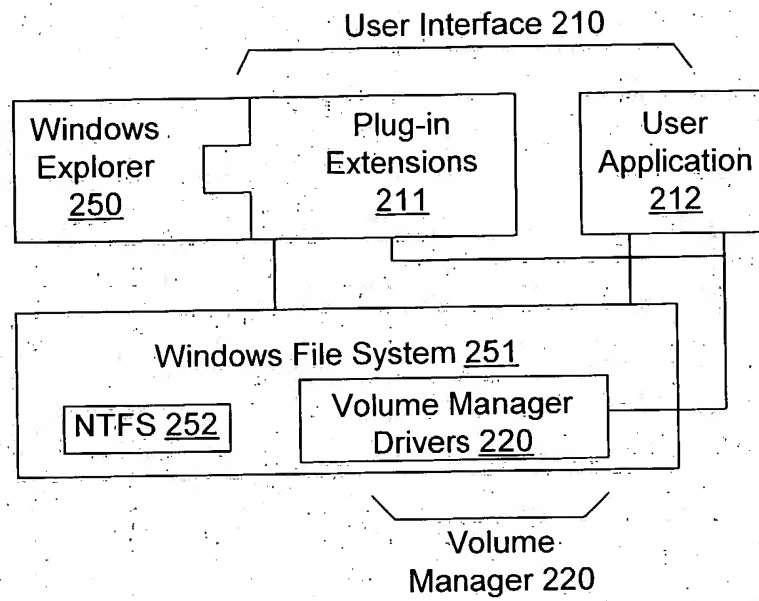 User Interface 210
Windows
Explorer
250
Plug-in
Extensions
211
User
Application
212
Windows File System 251
NTFS 252
Volume Manager
Drivers 220
Volume
Manager 220